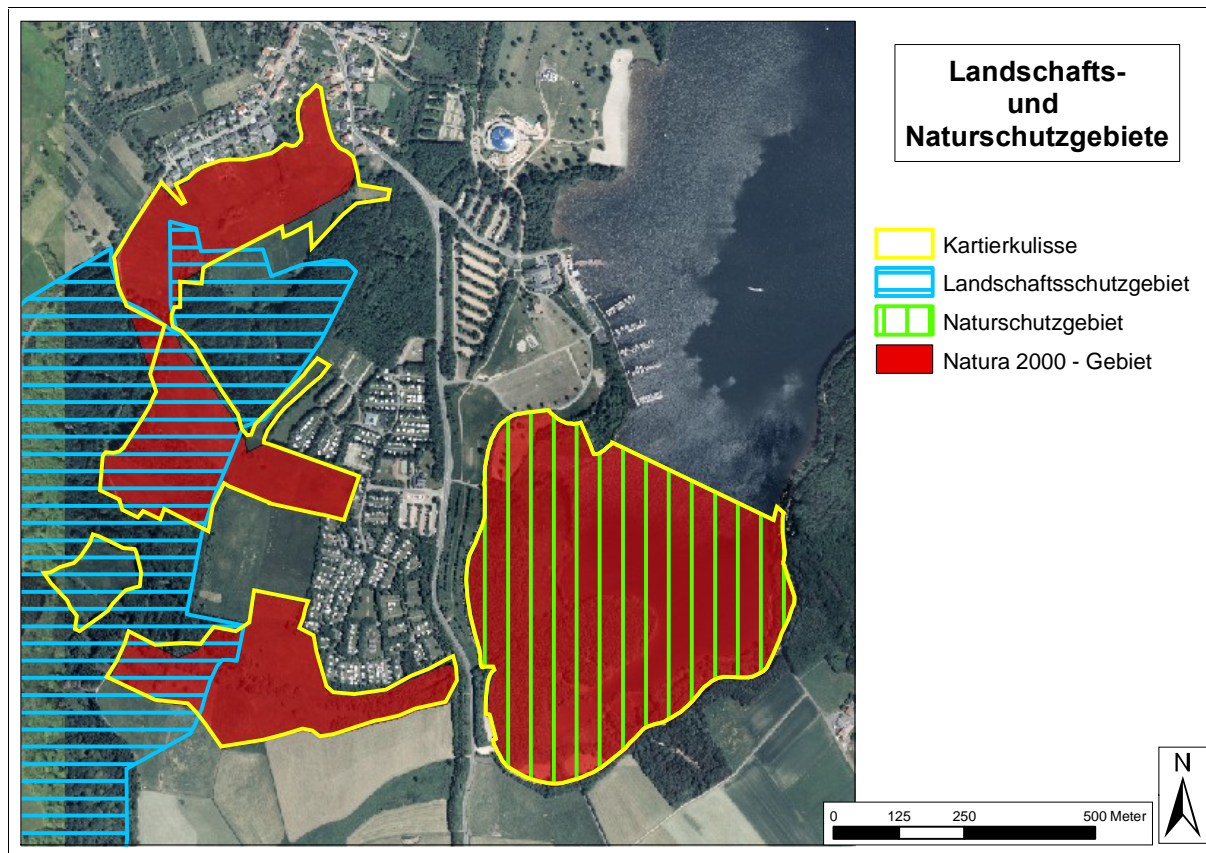 Landschafts-
und
Naturschutzgebiete
Kartierkulisse
Landschaftsschutzgebiet
Naturschutzgebiet
Natura 2000 - Gebiet
N
0 125 250 500 Meter